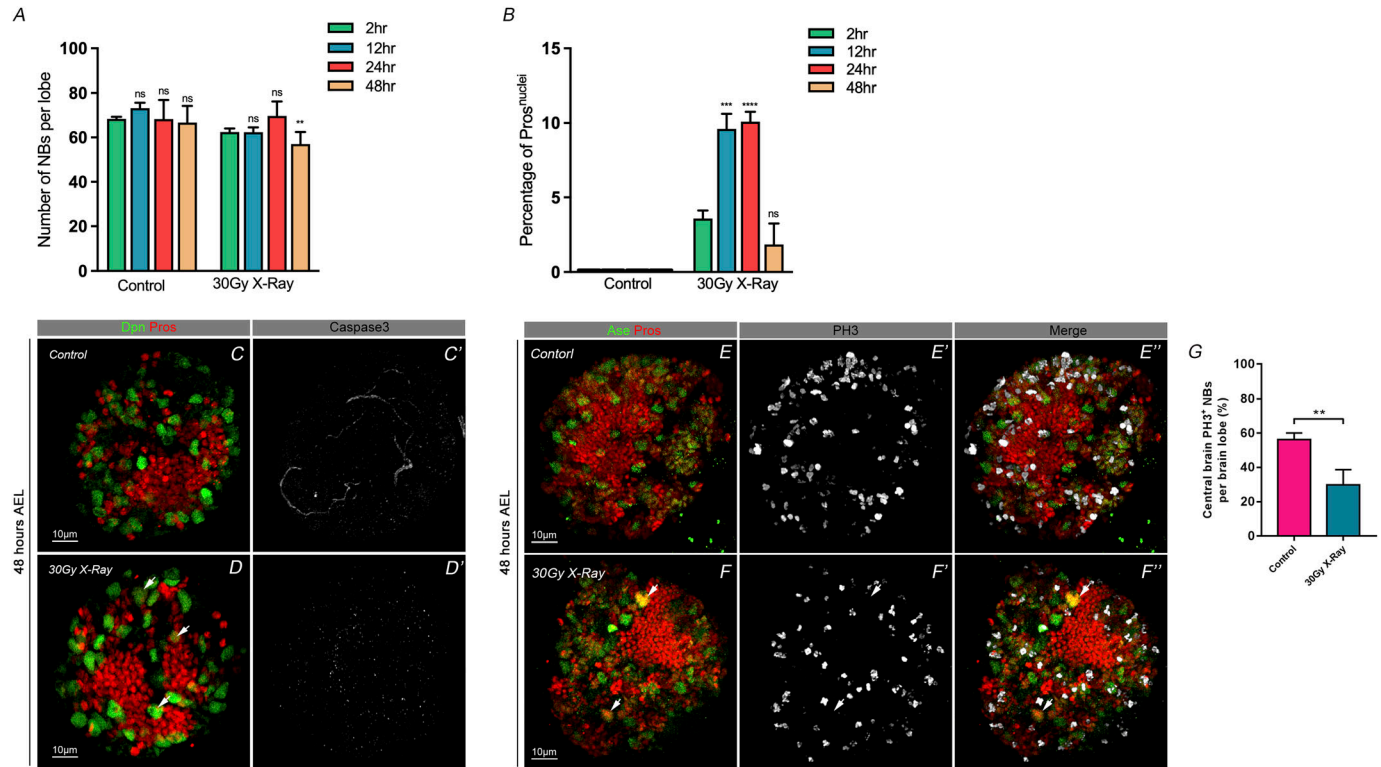 A
Number of NBs per lobe
100
80
60
40
20
0
ns
ns
ns
ns
ns
**
Control
30Gy X-Ray
2hr
12hr
24hr
48hr
B
Percentage of Pros^nuclei
15
10
5
0
***
****
ns
Control
30Gy X-Ray
2hr
12hr
24hr
48hr
48 hours AEL
Dpn Pros
Caspase3
Control
C
10μm
C'
30Gy X-Ray
D
10μm
D'
48 hours AEL
Ase Pros
PH3
Merge
Contorl
E
10μm
E'
E''
30Gy X-Ray
F
10μm
F'
F''
G
Central brain PH3⁺ NBs
per brain lobe (%)
100
80
60
40
20
0
**
Control
30Gy X-Ray